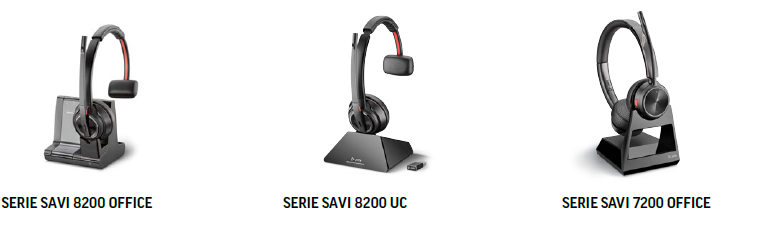 SERIE SAVI 8200 OFFICE
SERIE SAVI 8200 UC
SERIE SAVI 7200 OFFICE